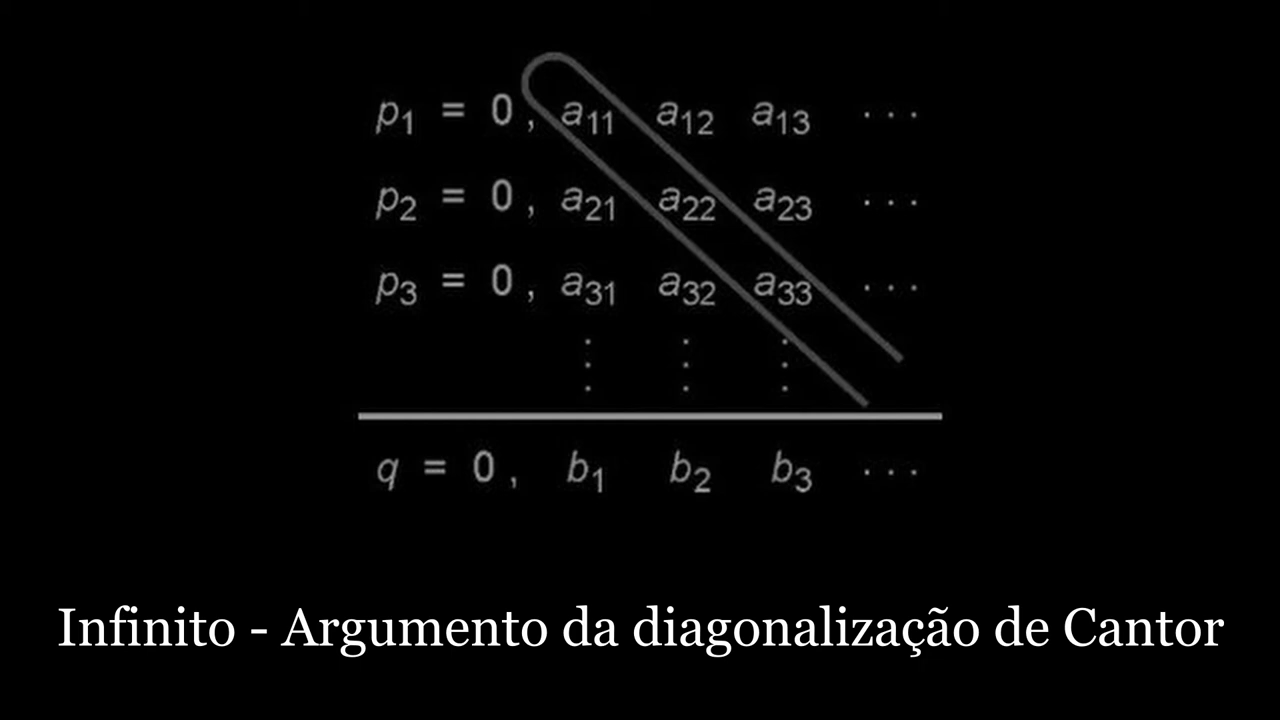 p₁ = 0 , a₁₁ a₁₂ a₁₃ · · ·
p₂ = 0 , a₂₁ a₂₂ a₂₃ · · ·
p₃ = 0 , a₃₁ a₃₂ a₃₃ · · ·
⋮ ⋮ ⋮
q = 0 , b₁ b₂ b₃ · · ·
Infinito - Argumento da diagonalização de Cantor